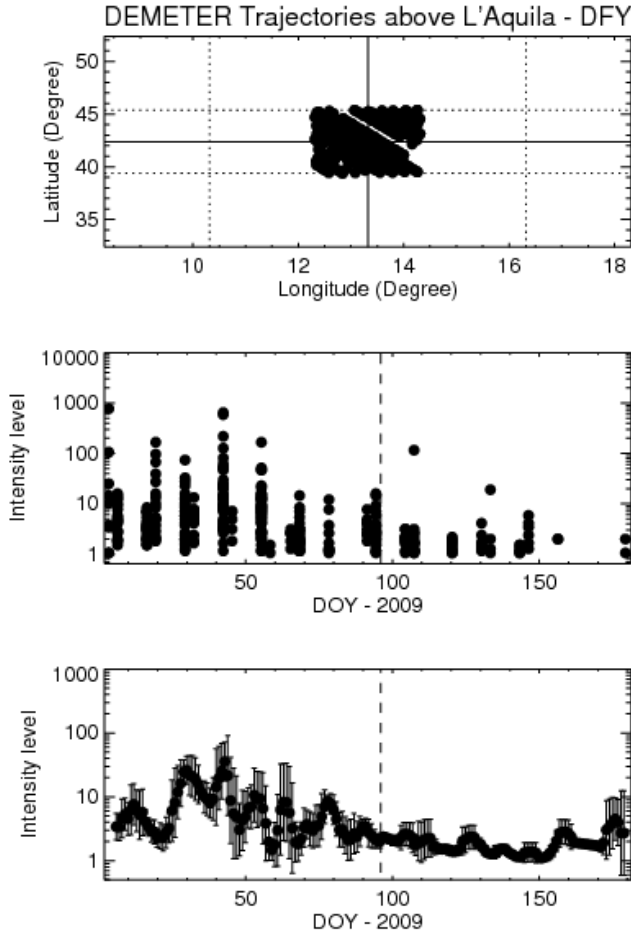 DEMETER Trajectories above L'Aquila - DFY
50
45
40
35
Latitude (Degree)
10 12 14 16 18
Longitude (Degree)
10000
1000
100
10
1
Intensity level
50 100 150
DOY - 2009
1000
100
10
1
Intensity level
50 100 150
DOY - 2009